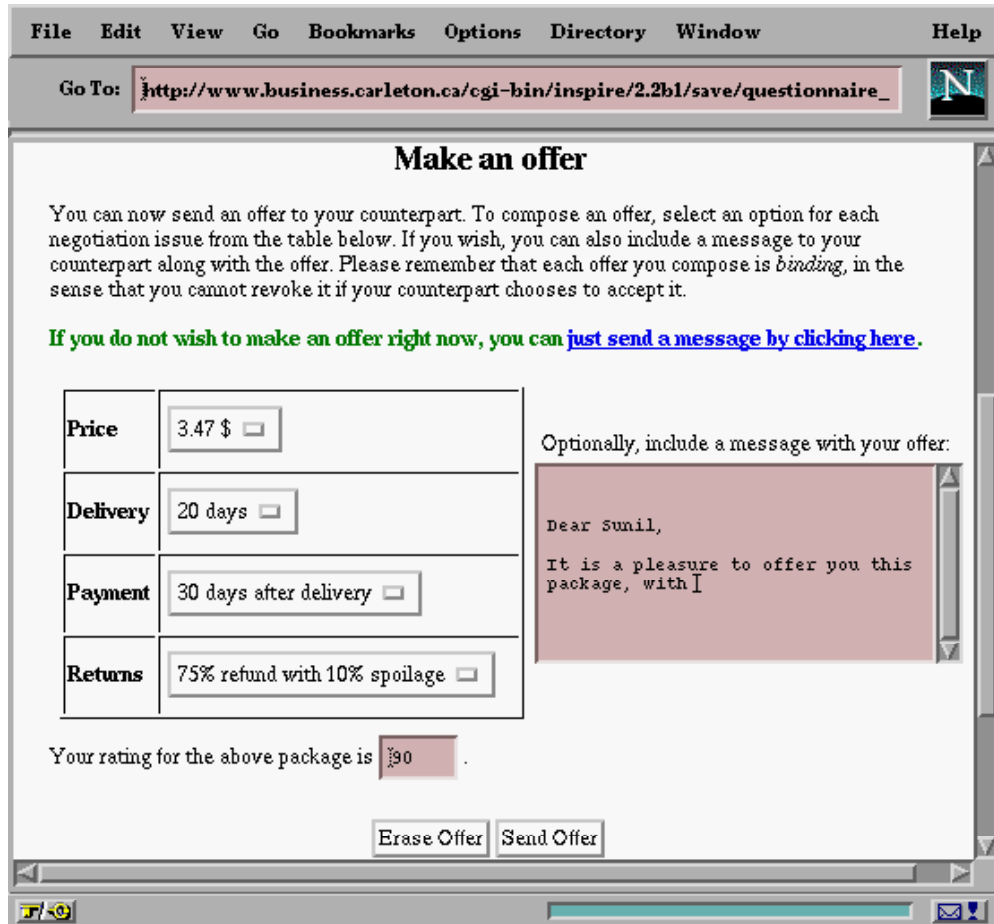 File Edit View Go Bookmarks Options Directory Window Help
Go To: http://www.business.carleton.ca/cgi-bin/inspire/2.2b1/save/questionnaire_
N
Make an offer
You can now send an offer to your counterpart. To compose an offer, select an option for each
negotiation issue from the table below. If you wish, you can also include a message to your
counterpart along with the offer. Please remember that each offer you compose is binding, in the
sense that you cannot revoke it if your counterpart chooses to accept it.
If you do not wish to make an offer right now, you can just send a message by clicking here.
Price 3.47 $
Delivery 20 days
Payment 30 days after delivery
Returns 75% refund with 10% spoilage
Optionally, include a message with your offer:
Dear Sunil,
It is a pleasure to offer you this
package, with
Your rating for the above package is 90 .
Erase Offer Send Offer